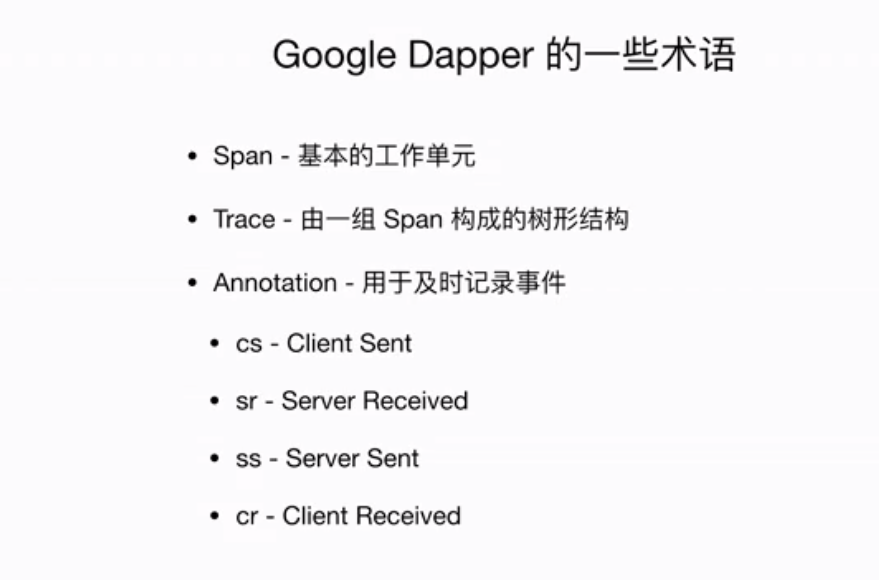 Google Dapper 的一些术语
• Span - 基本的工作单元
• Trace - 由一组 Span 构成的树形结构
• Annotation - 用于及时记录事件
• cs - Client Sent
• sr - Server Received
• ss - Server Sent
• cr - Client Received